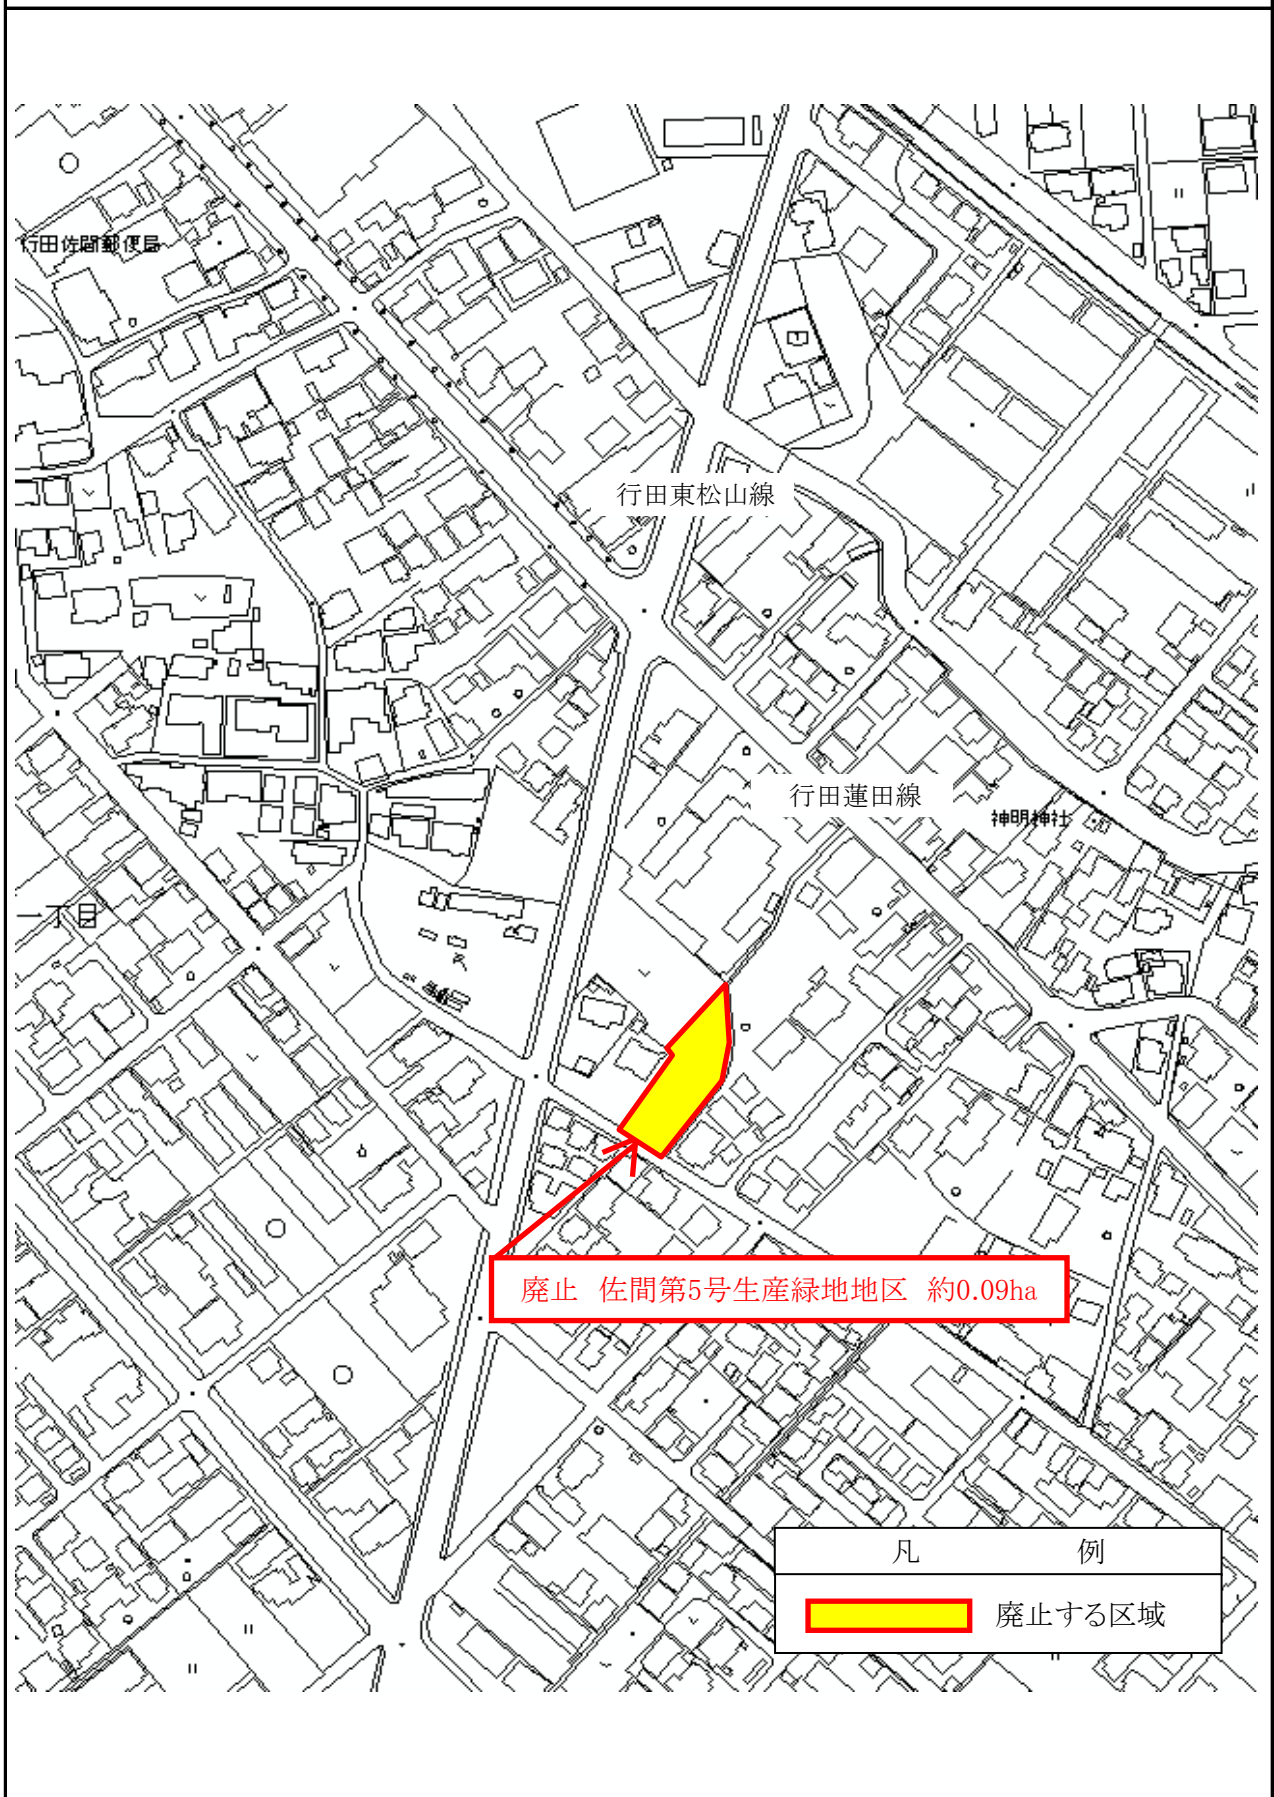 行田佐間郵便局
行田東松山線
行田蓮田線
神明神社
二丁目
廃止 佐間第5号生産緑地地区 約0.09ha
凡 例
廃止する区域